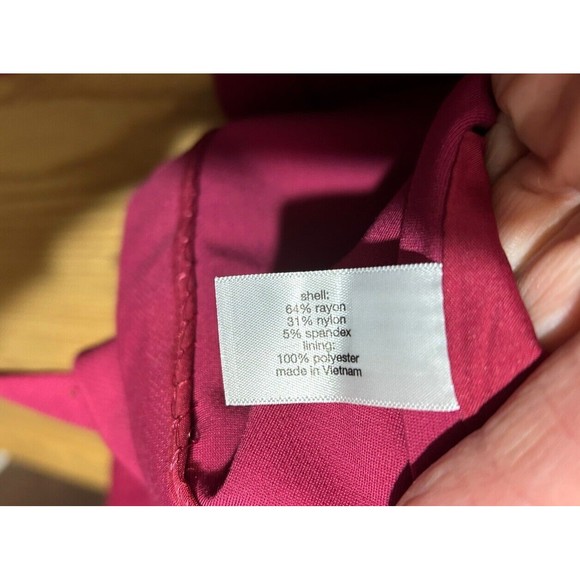 shell:
64% rayon
31% nylon
5% spandex
lining:
100% polyester
made in Vietnam